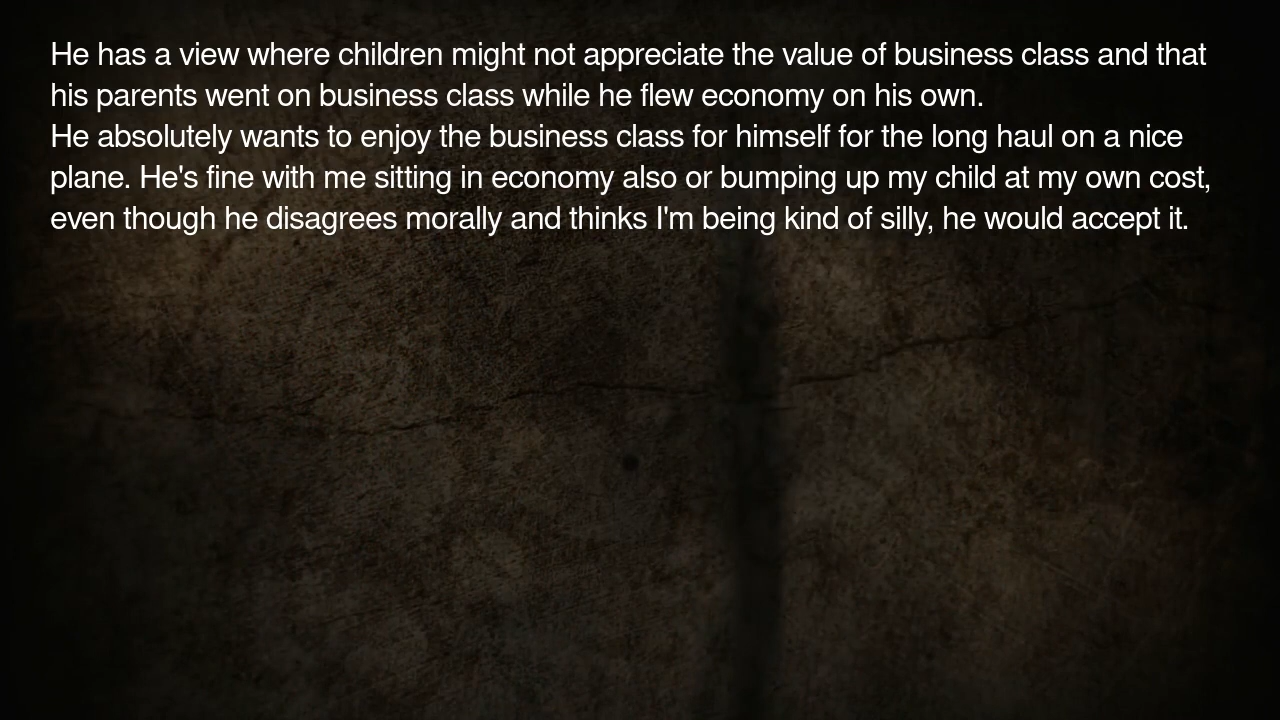 He has a view where children might not appreciate the value of business class and that
his parents went on business class while he flew economy on his own.
He absolutely wants to enjoy the business class for himself for the long haul on a nice
plane. He's fine with me sitting in economy also or bumping up my child at my own cost,
even though he disagrees morally and thinks I'm being kind of silly, he would accept it.